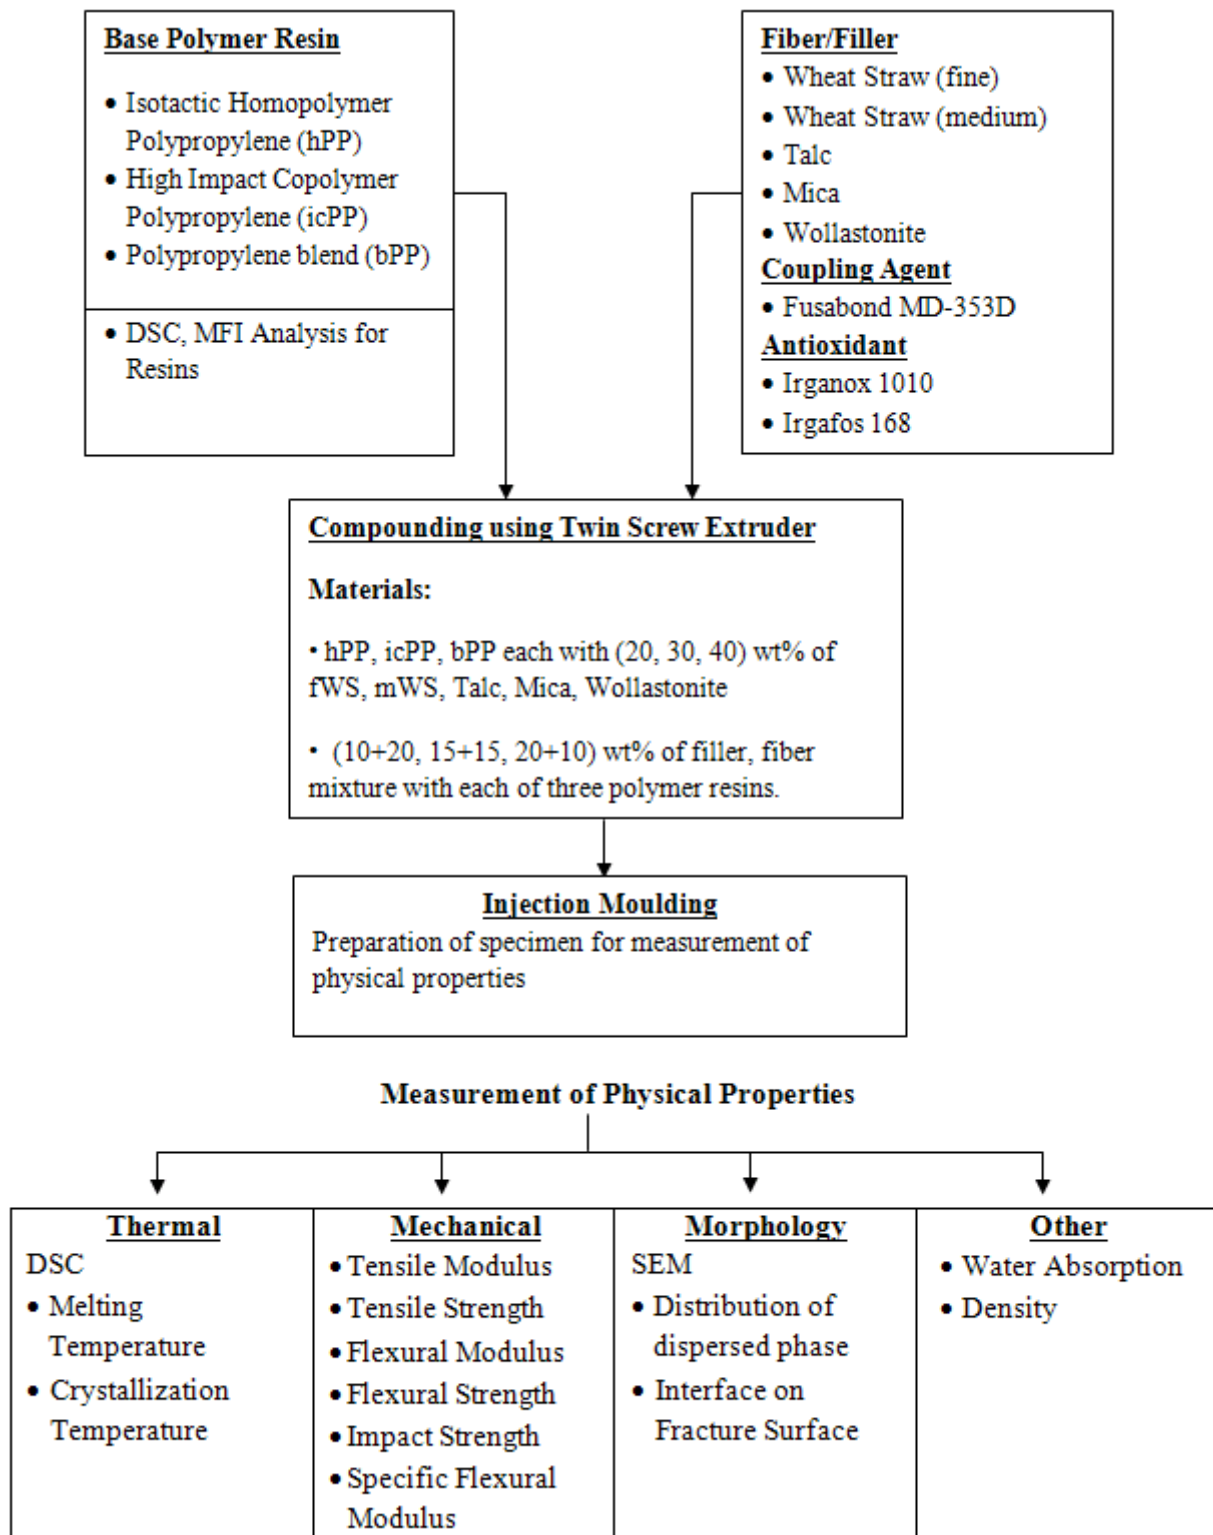 Base Polymer Resin
• Isotactic Homopolymer
Polypropylene (hPP)
• High Impact Copolymer
Polypropylene (icPP)
• Polypropylene blend (bPP)
• DSC, MFI Analysis for
Resins
Fiber/Filler
• Wheat Straw (fine)
• Wheat Straw (medium)
• Talc
• Mica
• Wollastonite
Coupling Agent
• Fusabond MD-353D
Antioxidant
• Irganox 1010
• Irgafos 168
Compounding using Twin Screw Extruder
Materials:
• hPP, icPP, bPP each with (20, 30, 40) wt% of
fWS, mWS, Talc, Mica, Wollastonite
• (10+20, 15+15, 20+10) wt% of filler, fiber
mixture with each of three polymer resins.
Injection Moulding
Preparation of specimen for measurement of
physical properties
Measurement of Physical Properties
Thermal
DSC
• Melting
Temperature
• Crystallization
Temperature
Mechanical
• Tensile Modulus
• Tensile Strength
• Flexural Modulus
• Flexural Strength
• Impact Strength
• Specific Flexural
Modulus
Morphology
SEM
• Distribution of
dispersed phase
• Interface on
Fracture Surface
Other
• Water Absorption
• Density